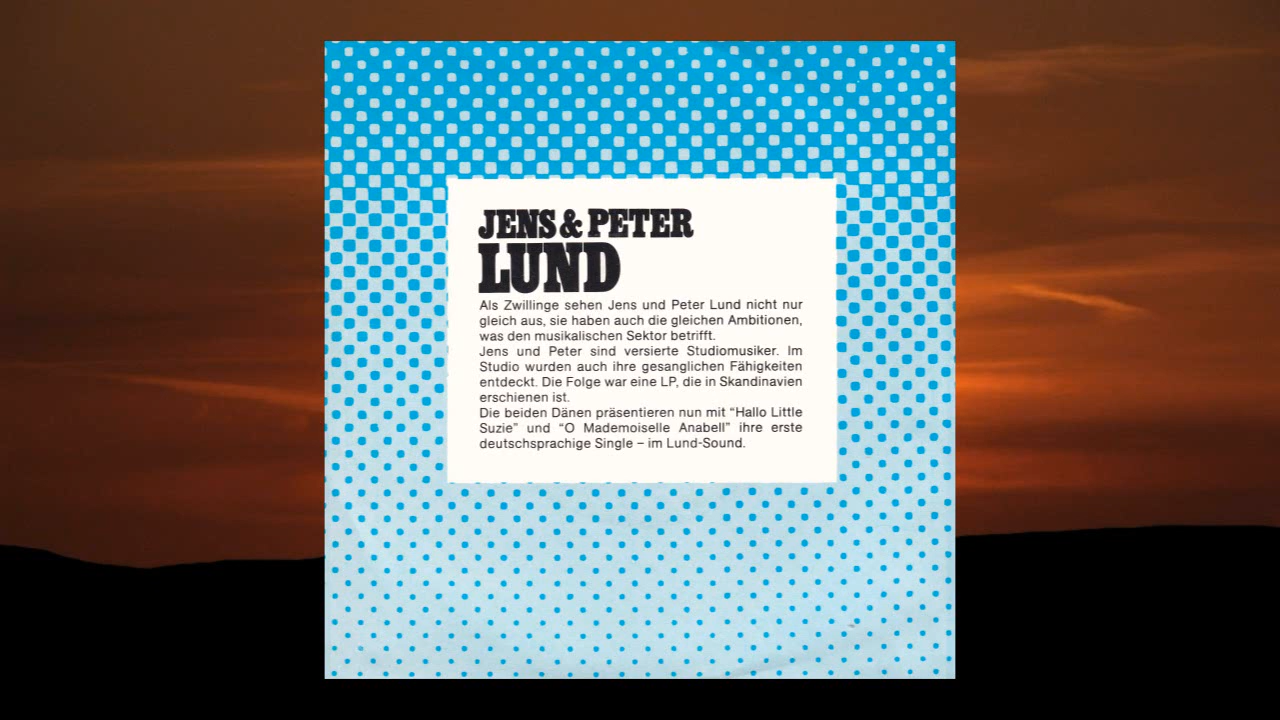 JENS & PETER
LUND
Als Zwillinge sehen Jens und Peter Lund nicht nur
gleich aus, sie haben auch die gleichen Ambitionen,
was den musikalischen Sektor betrifft.
Jens und Peter sind versierte Studiomusiker. Im
Studio wurden auch ihre gesanglichen Fähigkeiten
entdeckt. Die Folge war eine LP, die in Skandinavien
erschienen ist.
Die beiden Dänen präsentieren nun mit “Hallo Little
Suzie” und “O Mademoiselle Anabell” ihre erste
deutschsprachige Single – im Lund-Sound.